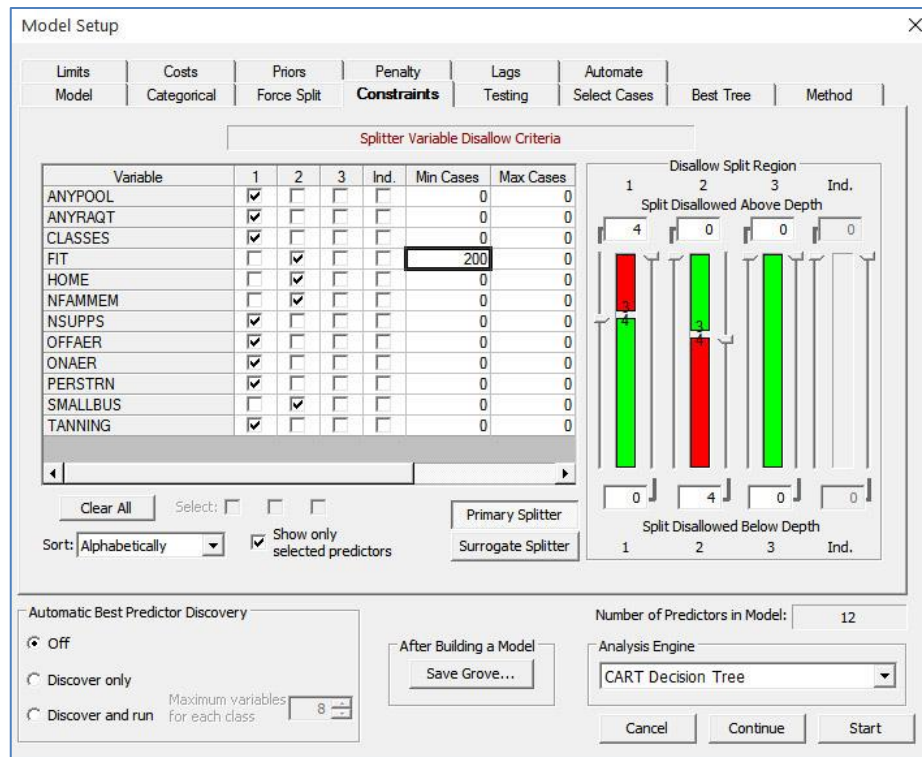 Model Setup
Limits Costs Priors Penalty Lags Automate
Model Categorical Force Split Constraints Testing Select Cases Best Tree Method
Splitter Variable Disallow Criteria
Variable 1 2 3 Ind. Min Cases Max Cases
ANYPOOL 0 0
ANYRAQT 0 0
CLASSES 0 0
FIT 200 0
HOME 0 0
NFAMMEM 0 0
NSUPPS 0 0
OFFAER 0 0
ONAER 0 0
PERSTRN 0 0
SMALLBUS 0 0
TANNING 0 0
Disallow Split Region
1 2 3 Ind.
Split Disallowed Above Depth
4 0 0 0
3 3
4 4
0 4 0 0
Split Disallowed Below Depth
1 2 3 Ind.
Clear All Select:
Sort: Alphabetically
Show only
selected predictors
Primary Splitter
Surrogate Splitter
Automatic Best Predictor Discovery
Off
Discover only
Discover and run
Maximum variables
for each class
8
After Building a Model
Save Grove...
Number of Predictors in Model: 12
Analysis Engine
CART Decision Tree
Cancel Continue Start